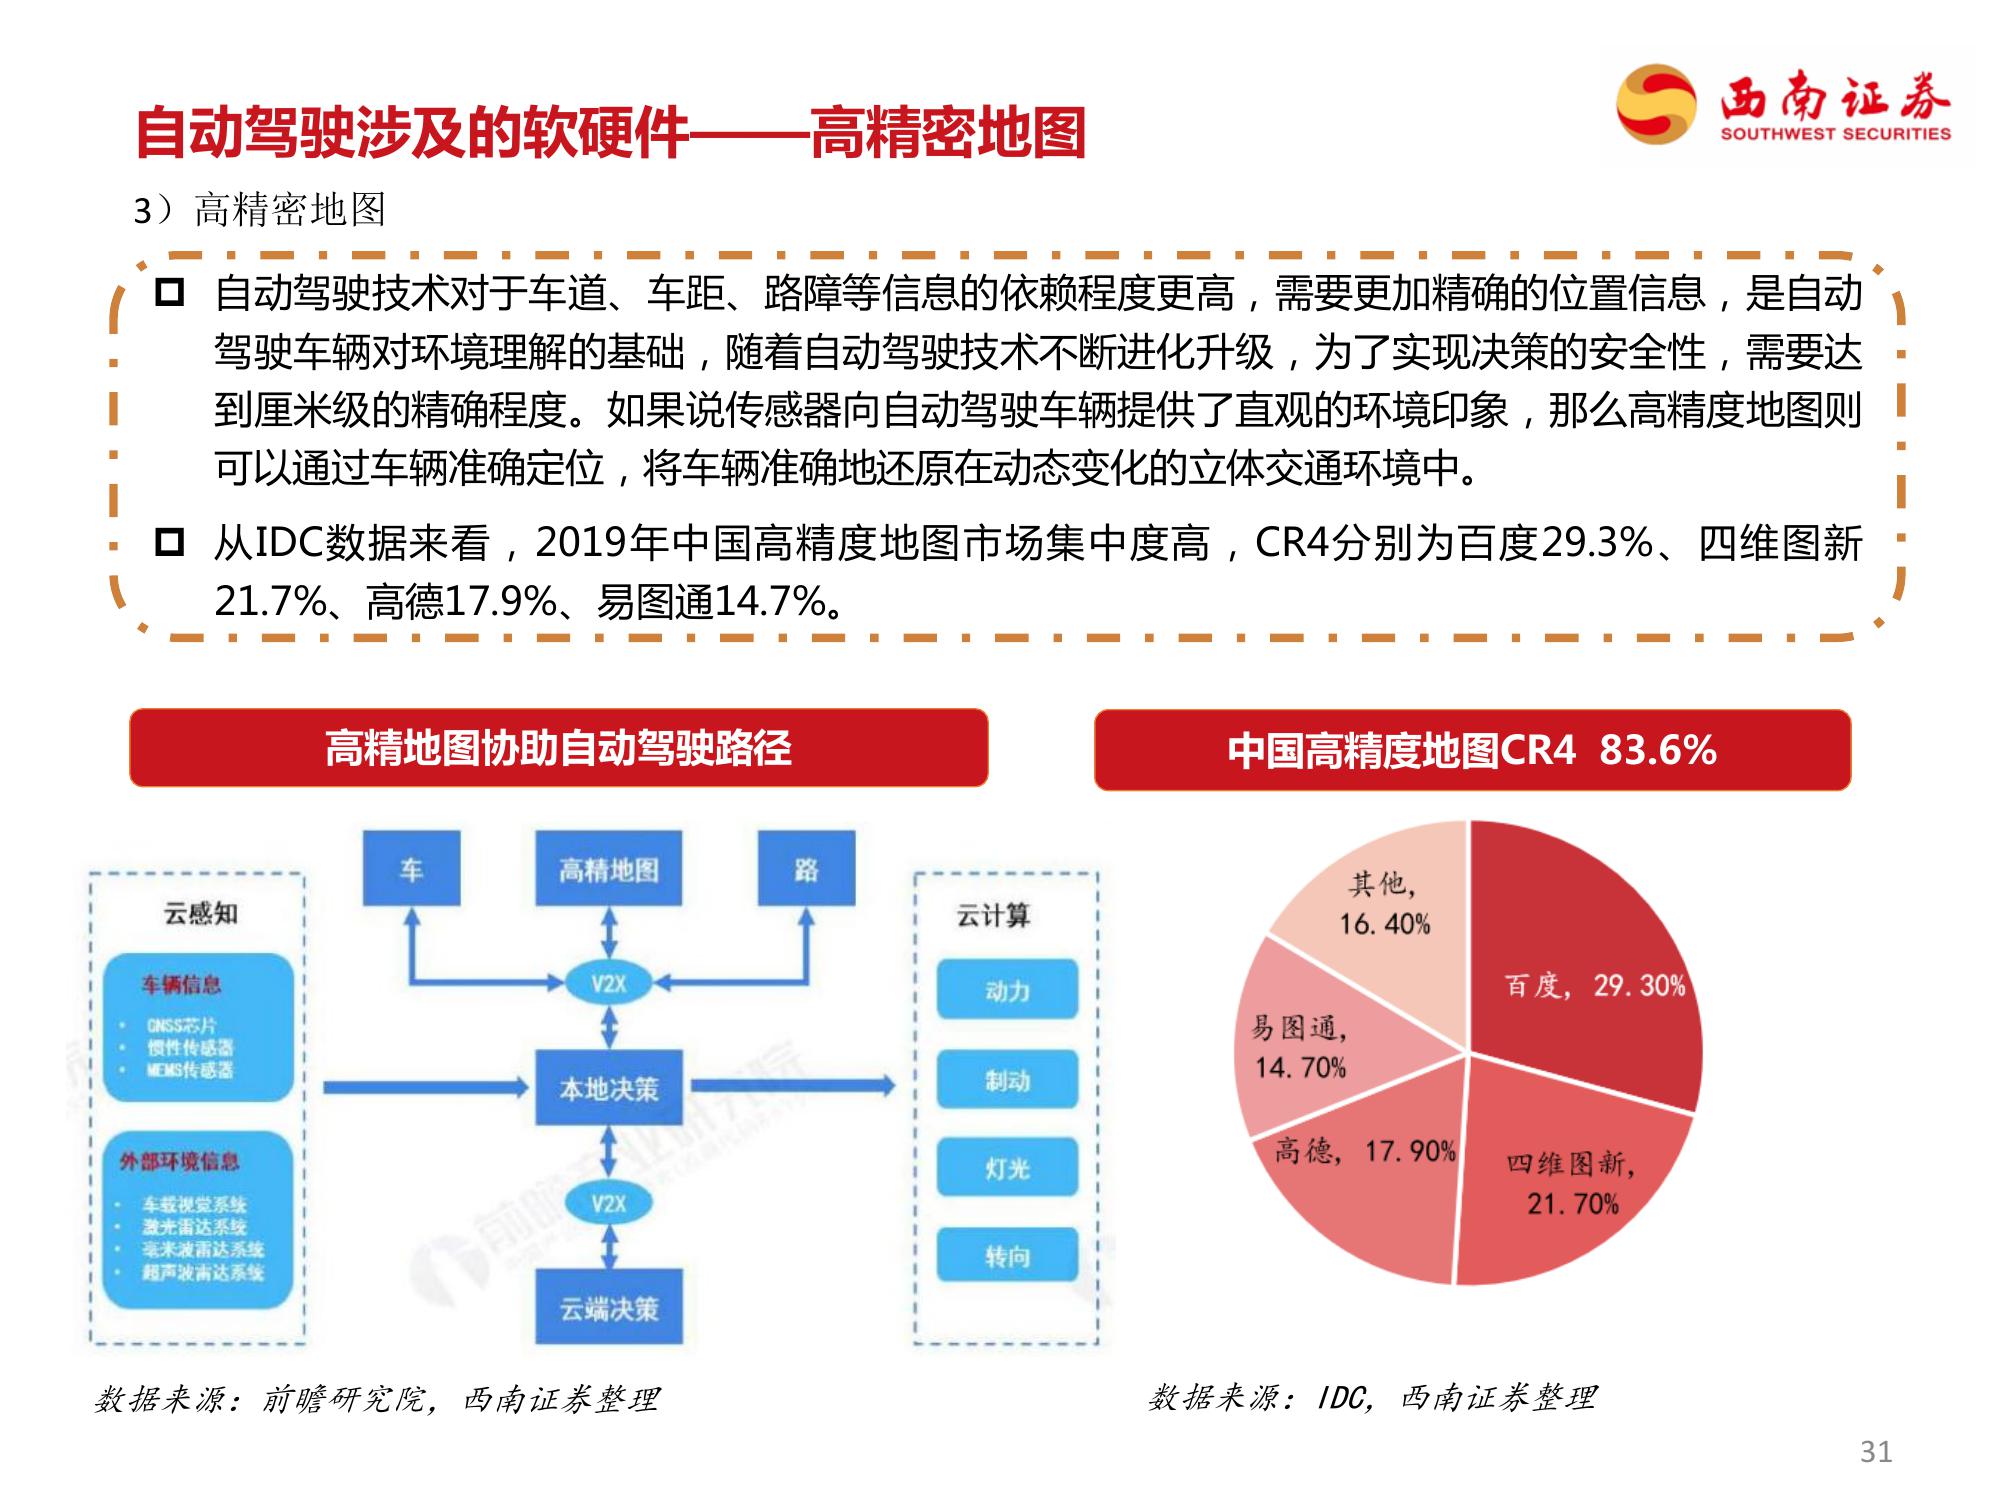 西南证券
SOUTHWEST SECURITIES
自动驾驶涉及的软硬件——高精密地图
3）高精密地图
自动驾驶技术对于车道、车距、路障等信息的依赖程度更高，需要更加精确的位置信息，是自动
驾驶车辆对环境理解的基础，随着自动驾驶技术不断进化升级，为了实现决策的安全性，需要达
到厘米级的精确程度。如果说传感器向自动驾驶车辆提供了直观的环境印象，那么高精度地图则
可以通过车辆准确定位，将车辆准确地还原在动态变化的立体交通环境中。
从IDC数据来看，2019年中国高精度地图市场集中度高，CR4分别为百度29.3%、四维图新
21.7%、高德17.9%、易图通14.7%。
高精地图协助自动驾驶路径
云感知
车辆信息
GNSS芯片
惯性传感器
MEMS传感器
外部环境信息
车载视觉系统
激光雷达系统
毫米波雷达系统
超声波雷达系统
车
高精地图
路
V2X
本地决策
V2X
云端决策
云计算
动力
制动
灯光
转向
前瞻产业研究院
数据来源：前瞻研究院，西南证券整理
中国高精度地图CR4 83.6%
其他，
16.40%
百度，29.30%
易图通，
14.70%
高德，17.90%
四维图新，
21.70%
数据来源：IDC，西南证券整理
31